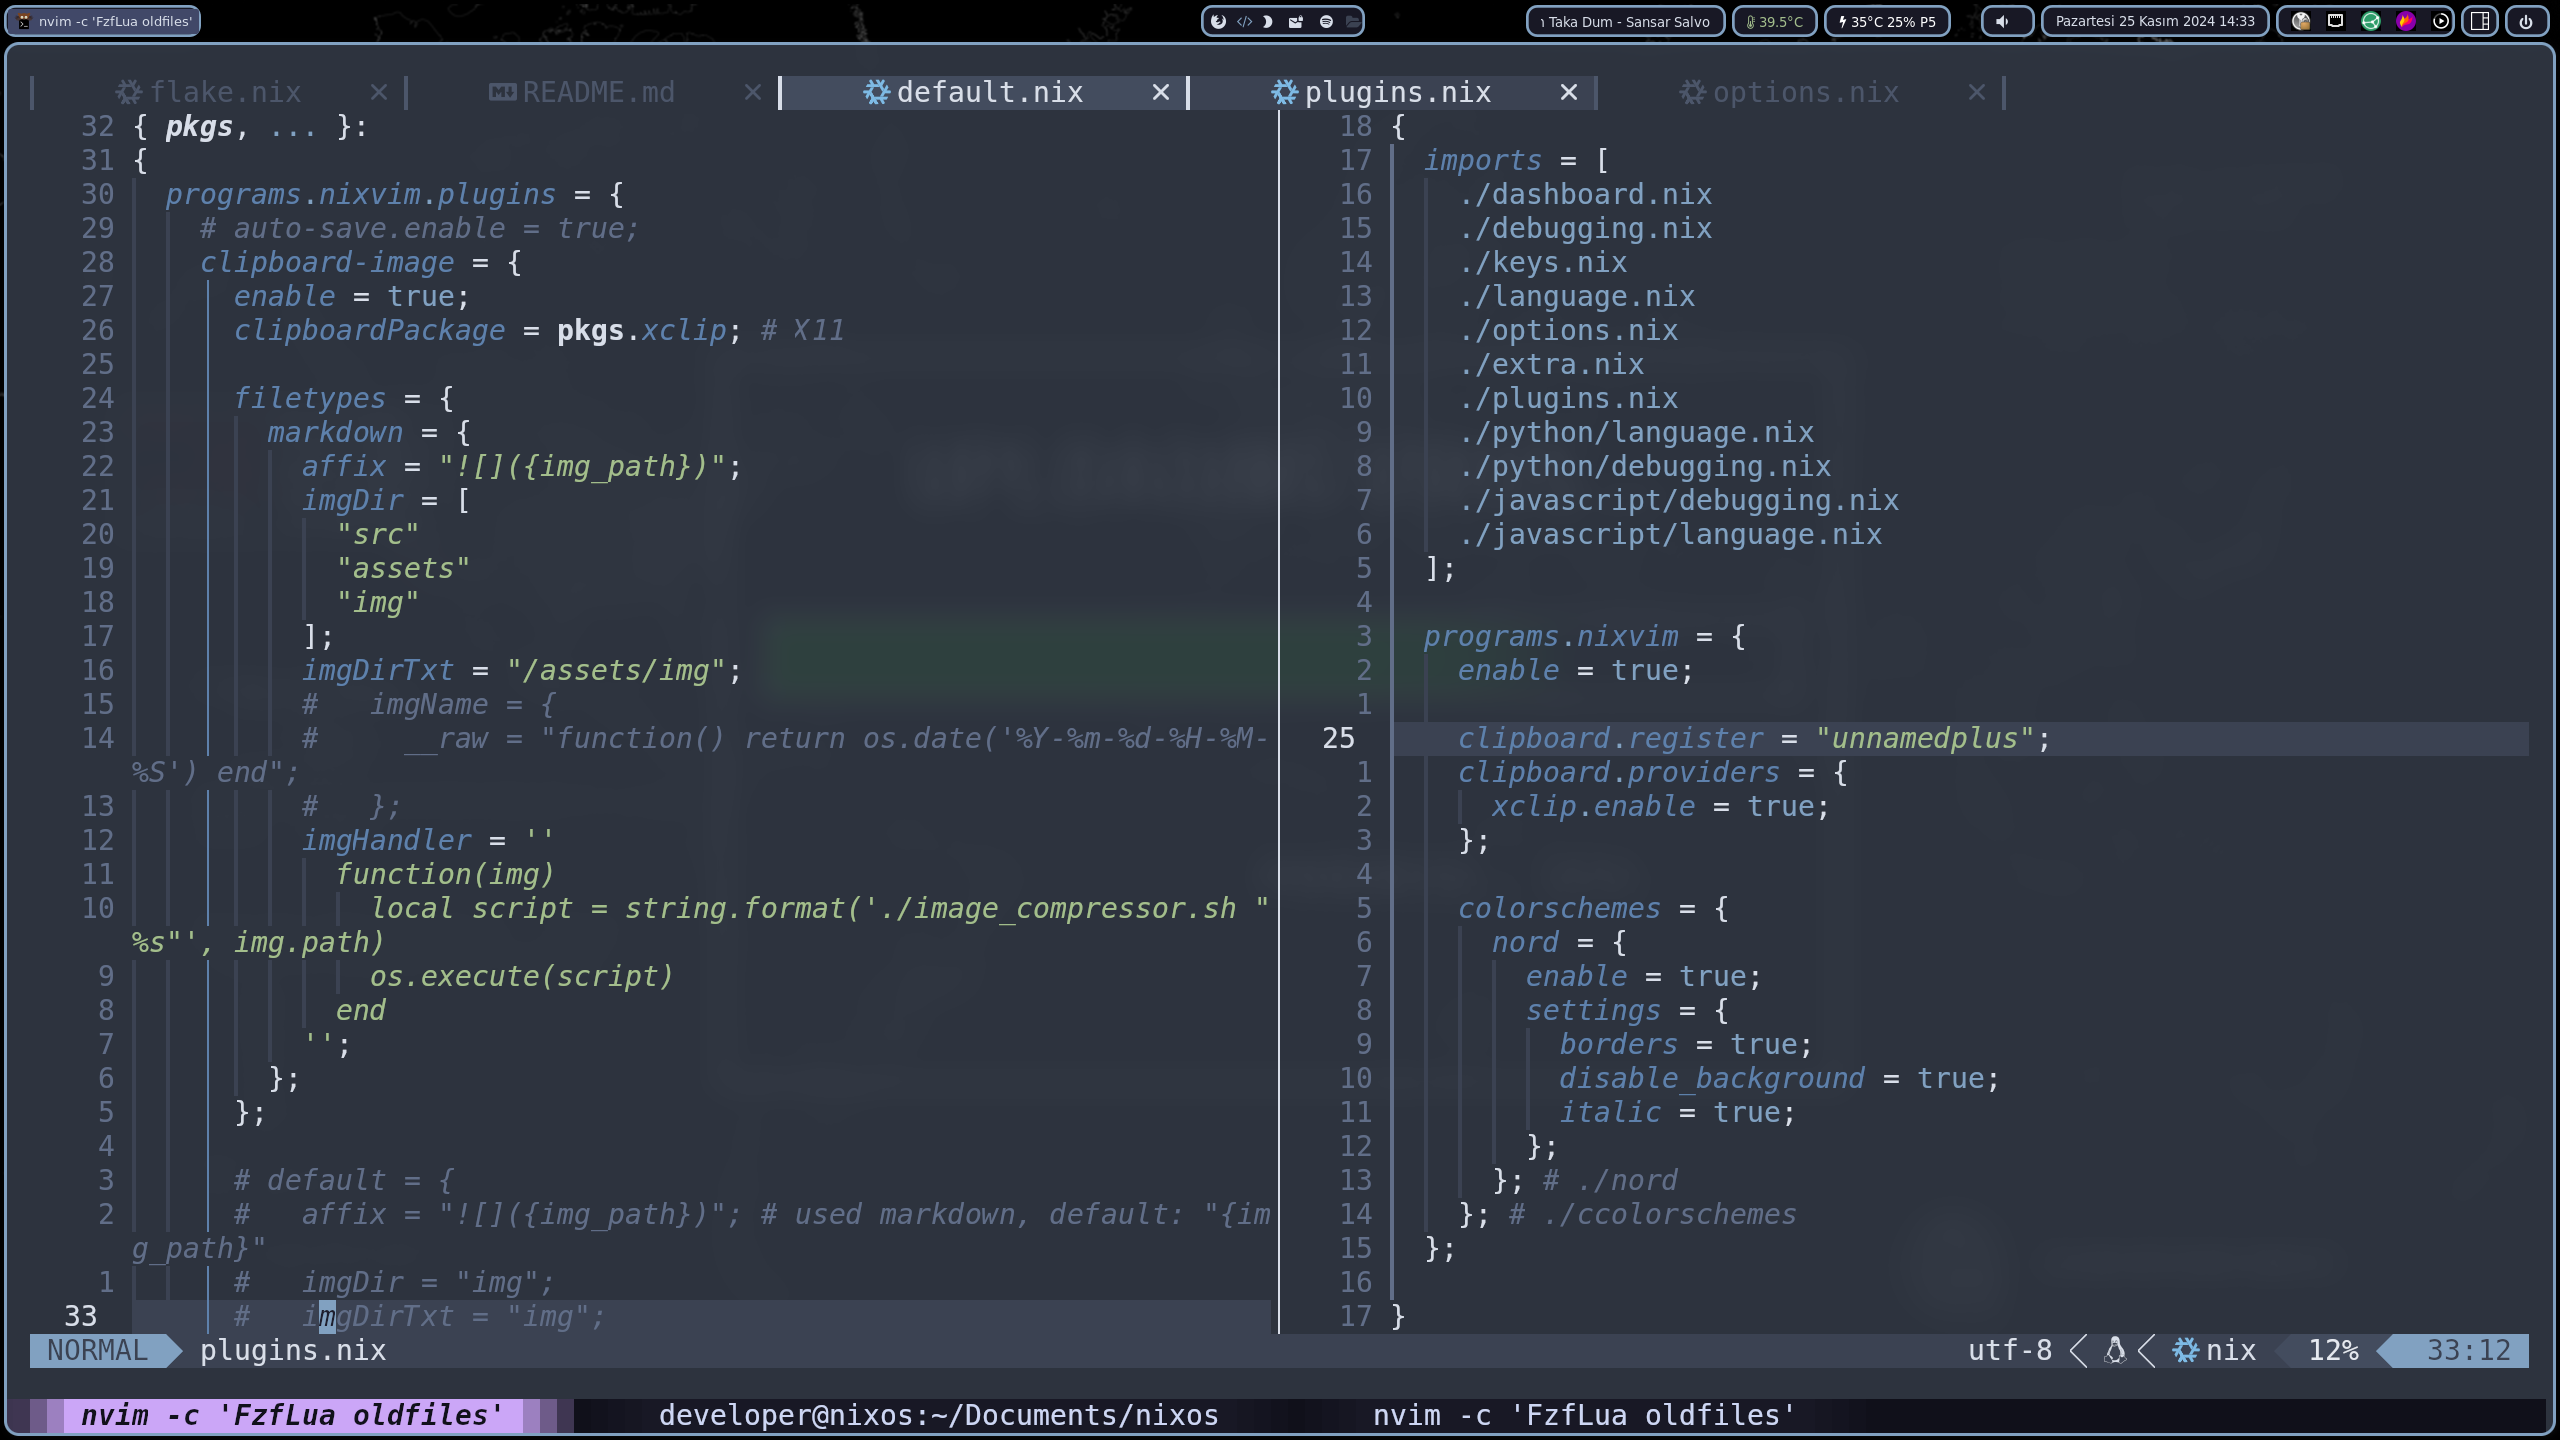 nvim -c 'FzfLua oldfiles'
Taka Dum - Sansar Salvo
39.5°C
35°C 25% P5
Pazartesi 25 Kasım 2024 14:33
flake.nix
README.md
default.nix
plugins.nix
options.nix
32 { pkgs, ... }:
31 {
30 programs.nixvim.plugins = {
29 # auto-save.enable = true;
28 clipboard-image = {
27 enable = true;
26 clipboardPackage = pkgs.xclip; # X11
25
24 filetypes = {
23 markdown = {
22 affix = "![]({img_path})";
21 imgDir = [
20 "src"
19 "assets"
18 "img"
17 ];
16 imgDirTxt = "/assets/img";
15 #   imgName = {
14 #     __raw = "function() return os.date('%Y-%m-%d-%H-%M-
%S') end";
13 #   };
12 imgHandler = ''
11 function(img)
10 local script = string.format('./image_compressor.sh "
%s"', img.path)
9 os.execute(script)
8 end
7 '';
6 };
5 };
4
3 # default = {
2 #   affix = "![]({img_path})"; # used markdown, default: "{im
g_path}"
1 #   imgDir = "img";
33 #   imgDirTxt = "img";
18 {
17 imports = [
16 ./dashboard.nix
15 ./debugging.nix
14 ./keys.nix
13 ./language.nix
12 ./options.nix
11 ./extra.nix
10 ./plugins.nix
9 ./python/language.nix
8 ./python/debugging.nix
7 ./javascript/debugging.nix
6 ./javascript/language.nix
5 ];
4
3 programs.nixvim = {
2 enable = true;
1
25 clipboard.register = "unnamedplus";
1 clipboard.providers = {
2 xclip.enable = true;
3 };
4
5 colorschemes = {
6 nord = {
7 enable = true;
8 settings = {
9 borders = true;
10 disable_background = true;
11 italic = true;
12 };
13 }; # ./nord
14 }; # ./ccolorschemes
15 };
16
17 }
NORMAL plugins.nix
utf-8
nix
12%
33:12
nvim -c 'FzfLua oldfiles'
developer@nixos:~/Documents/nixos
nvim -c 'FzfLua oldfiles'